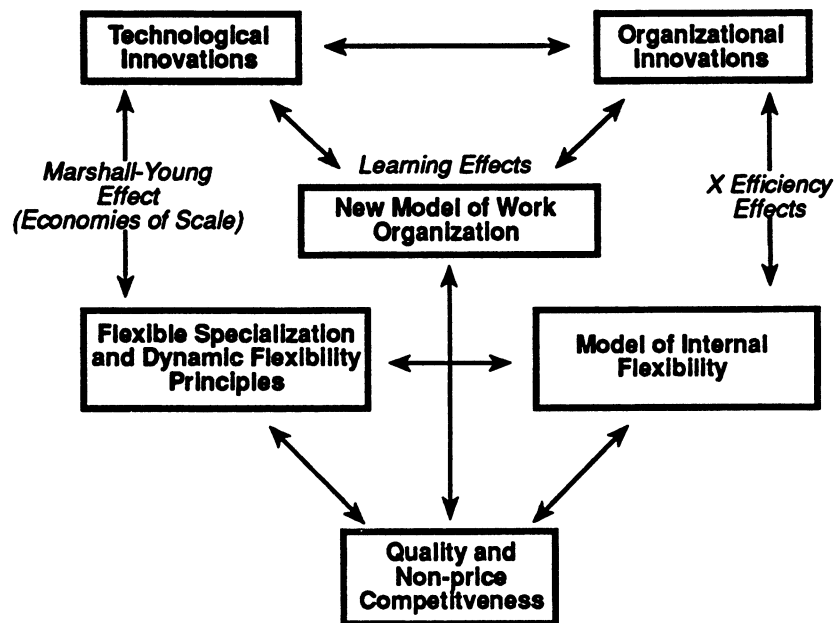 Technological
Innovations
Organizational
Innovations
Marshall-Young
Effect
(Economies of Scale)
Learning Effects
New Model of Work
Organization
X Efficiency
Effects
Flexible Specialization
and Dynamic Flexibility
Principles
Model of Internal
Flexibility
Quality and
Non-price
Competitveness